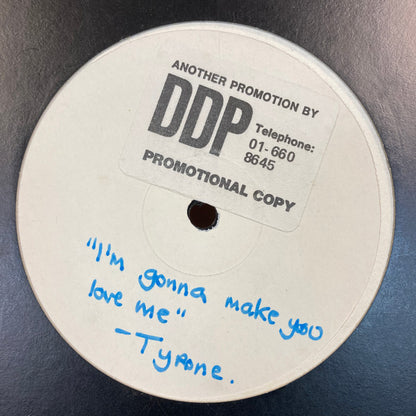 ANOTHER PROMOTION BY
DDP
Telephone:
01-660
8645
PROMOTIONAL COPY
"I'm gonna make you
love me"
- Tyrone.